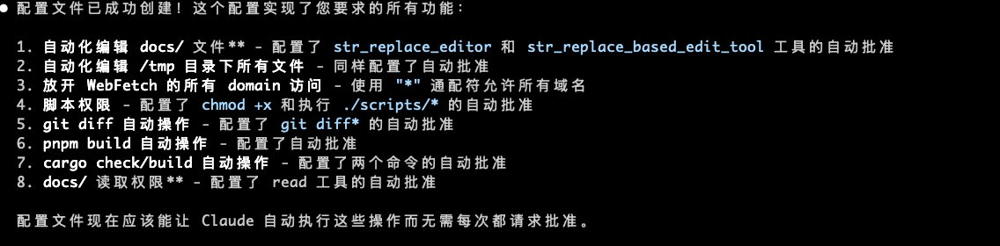 配置文件已成功创建！这个配置实现了您要求的所有功能：
1. 自动化编辑 docs/ 文件** - 配置了 str_replace_editor 和 str_replace_based_edit_tool 工具的自动批准
2. 自动化编辑 /tmp 目录下所有文件 - 同样配置了自动批准
3. 放开 WebFetch 的所有 domain 访问 - 使用 "*" 通配符允许所有域名
4. 脚本权限 - 配置了 chmod +x 和执行 ./scripts/* 的自动批准
5. git diff 自动操作 - 配置了 git diff* 的自动批准
6. pnpm build 自动操作 - 配置了自动批准
7. cargo check/build 自动操作 - 配置了两个命令的自动批准
8. docs/ 读取权限** - 配置了 read 工具的自动批准
配置文件现在应该能让 Claude 自动执行这些操作而无需每次都请求批准。